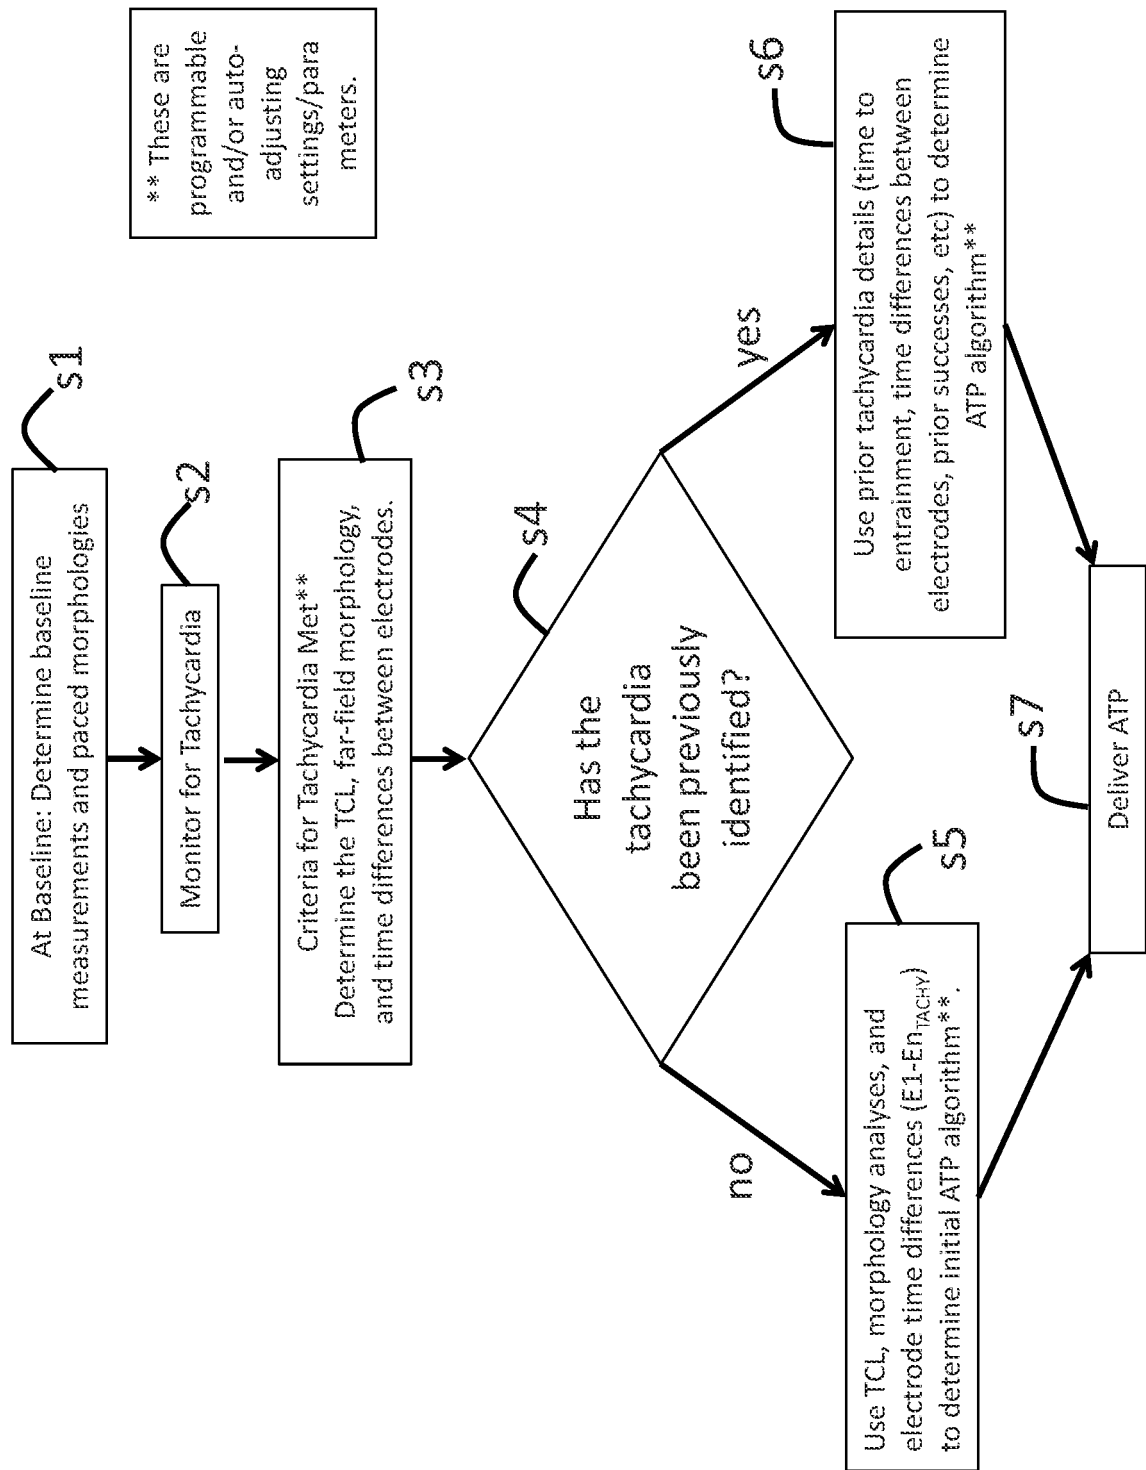 At Baseline: Determine baseline
measurements and paced morphologies
s1
Monitor for Tachycardia
s2
Criteria for Tachycardia Met**
Determine the TCL, far-field morphology,
and time differences between electrodes.
s3
** These are
programmable
and/or auto-
adjusting
settings/para
meters.
Has the
tachycardia
been previously
identified?
s4
no
yes
Use TCL, morphology analyses, and
electrode time differences (E1-EnTACHY)
to determine initial ATP algorithm**.
s5
Use prior tachycardia details (time to
entrainment, time differences between
electrodes, prior successes, etc) to determine
ATP algorithm**
s6
Deliver ATP
s7